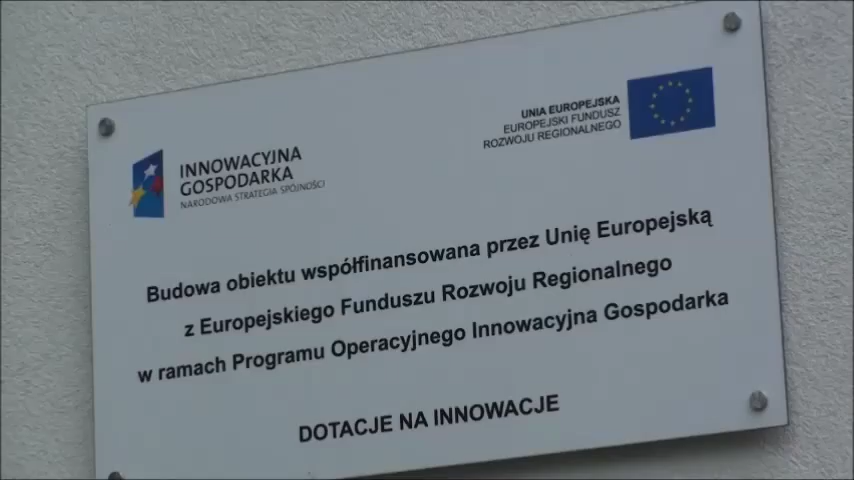 INNOWACYJNA
GOSPODARKA
NARODOWA STRATEGIA SPÓJNOŚCI
UNIA EUROPEJSKA
EUROPEJSKI FUNDUSZ
ROZWOJU REGIONALNEGO
Budowa obiektu współfinansowana przez Unię Europejską
z Europejskiego Funduszu Rozwoju Regionalnego
w ramach Programu Operacyjnego Innowacyjna Gospodarka
DOTACJE NA INNOWACJE